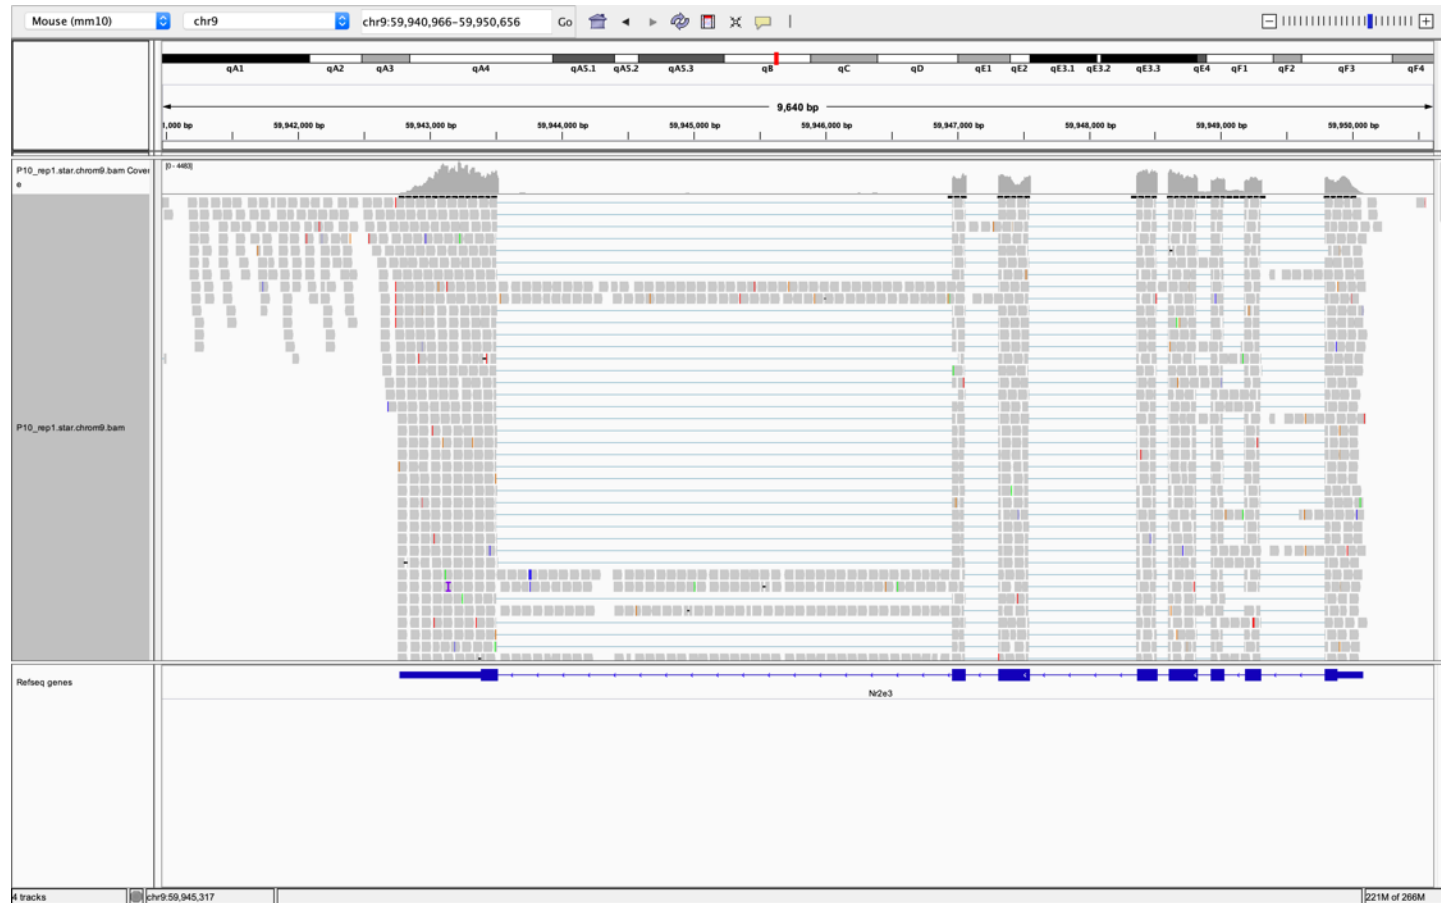 Mouse (mm10) chr9 chr9:59,940,966-59,950,656 Go
qA1 qA2 qA3 qA4 qA5.1 qA5.2 qA5.3 qB qC qD qE1 qE2 qE3.1 qE3.2 qE3.3 qE4 qF1 qF2 qF3 qF4
9,640 bp
1,000 bp 59,942,000 bp 59,943,000 bp 59,944,000 bp 59,945,000 bp 59,946,000 bp 59,947,000 bp 59,948,000 bp 59,949,000 bp 59,950,000 bp
P10_rep1.star.chrom9.bam Cover
e
[0 - 4463]
P10_rep1.star.chrom9.bam
Refseq genes
Nr2e3
4 tracks chr9:59,945,317 221M of 266M